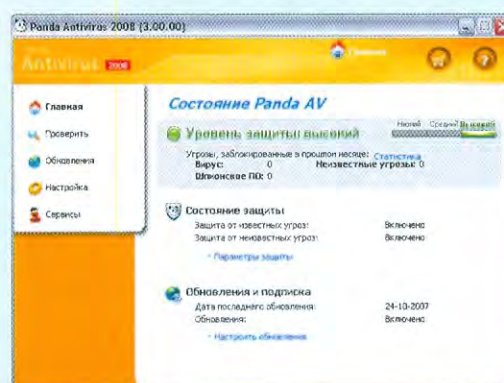 Panda Antivirus 2008 (3.00.00)
Antivirus 2008
Главная
Главная
Проверить
Обновления
Настройка
Сервисы
Состояние Panda AV
Уровень защиты высокий
Низкий Средний Высокий
Угрозы, заблокированные в прошлом месяце: Статистика
Вирус: 0 Неизвестные угрозы: 0
Шпионское ПО: 0
Состояние защиты
Защита от известных угроз: Включено
Защита от неизвестных угроз: Включено
Параметры защиты
Обновления и подписка
Дата последнего обновления: 24-10-2007
Обновления: Включено
Настроить обновления